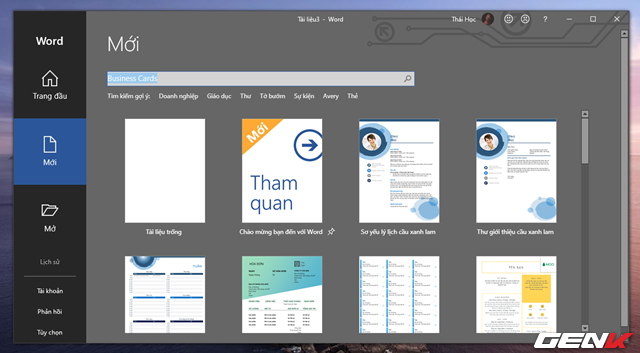 Tài liệu3 - Word
Thái Học
?
Word
Mới
Business Cards
Trang đầu
Tìm kiếm gợi ý: Doanh nghiệp Giáo dục Thư Tờ bướm Sự kiện Avery Thẻ
Mới
Mới
Tham quan
Tài liệu trống
Chào mừng bạn đến với Word
Sơ yếu lý lịch cầu xanh lam
Thư giới thiệu cầu xanh lam
Mở
Lịch sử
Tài khoản
Phản hồi
Tùy chọn
HÓA ĐƠN
GENK